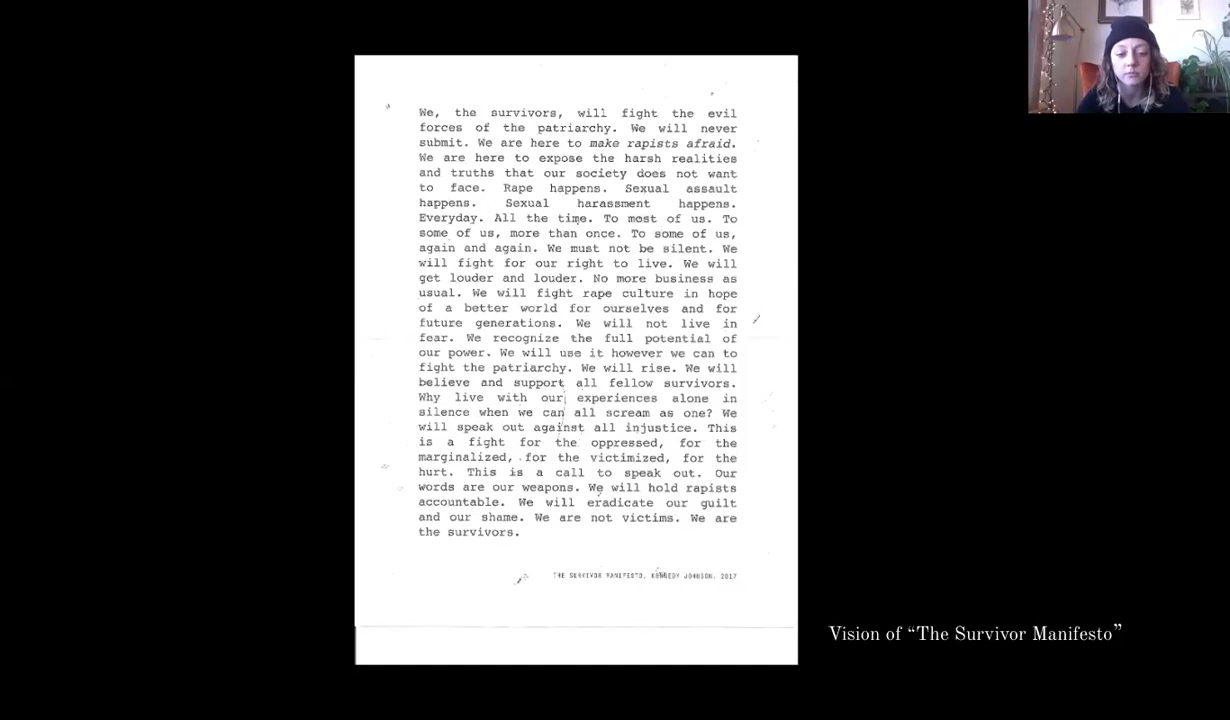 We, the survivors, will fight the evil
forces of the patriarchy. We will never
submit. We are here to make rapists afraid.
We are here to expose the harsh realities
and truths that our society does not want
to face. Rape happens. Sexual assault
happens. Sexual harassment happens.
Everyday. All the time. To most of us. To
some of us, more than once. To some of us,
again and again. We must not be silent. We
will fight for our right to live. We will
get louder and louder. No more business as
usual. We will fight rape culture in hope
of a better world for ourselves and for
future generations. We will not live in
fear. We recognize the full potential of
our power. We will use it however we can to
fight the patriarchy. We will rise. We will
believe and support all fellow survivors.
Why live with our experiences alone in
silence when we can all scream as one? We
will speak out against all injustice. This
is a fight for the oppressed, for the
marginalized, for the victimized, for the
hurt. This is a call to speak out. Our
words are our weapons. We will hold rapists
accountable. We will eradicate our guilt
and our shame. We are not victims. We are
the survivors.
THE SURVIVOR MANIFESTO. KENNEDY JOHNSON. 2017
Vision of “The Survivor Manifesto”